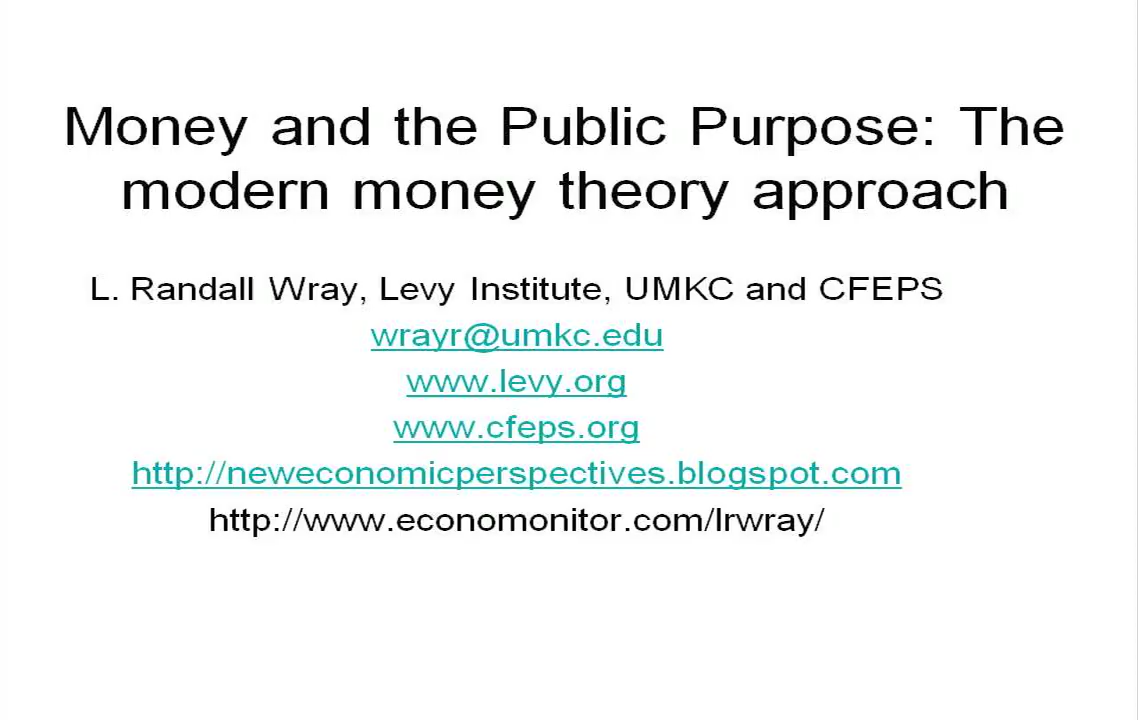 Money and the Public Purpose: The
modern money theory approach
L. Randall Wray, Levy Institute, UMKC and CFEPS
wrayr@umkc.edu
www.levy.org
www.cfeps.org
http://neweconomicperspectives.blogspot.com
http://www.economonitor.com/lrwray/